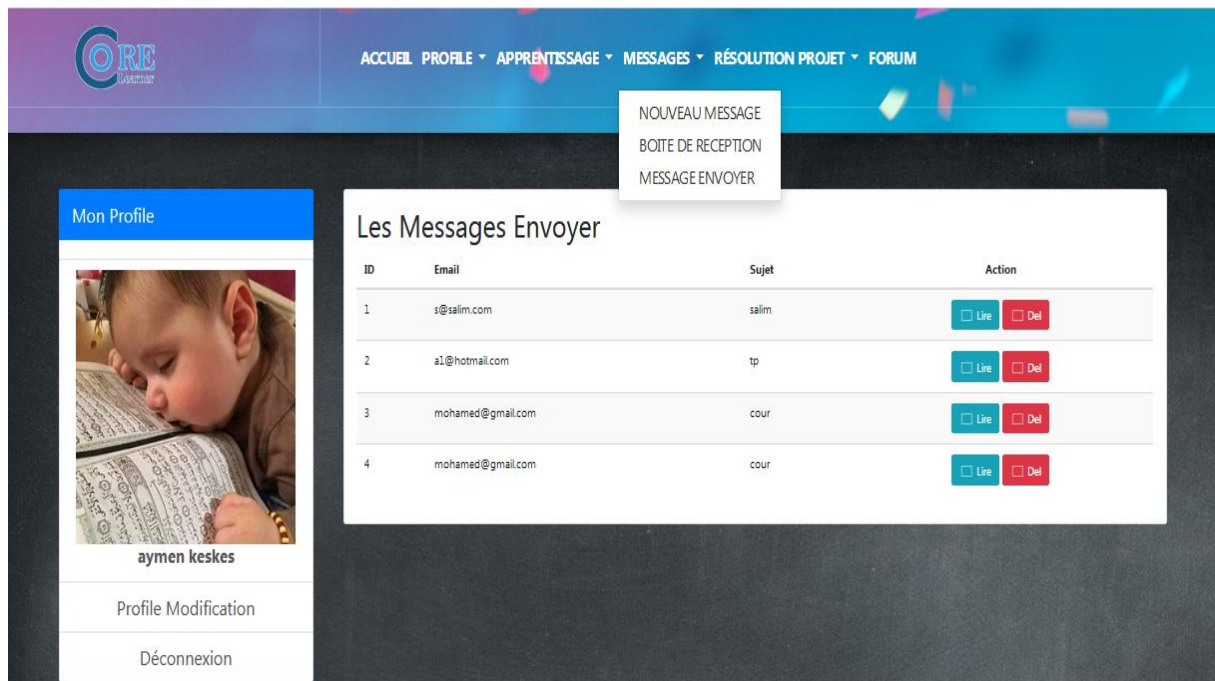 CORE
Learner
ACCUEIL PROFILE APPRENTISSAGE MESSAGES RÉSOLUTION PROJET FORUM
NOUVEAU MESSAGE
BOITE DE RECEPTION
MESSAGE ENVOYER
Mon Profile
aymen keskes
Profile Modification
Déconnexion
Les Messages Envoyer
ID Email Sujet Action
1 s@salim.com salim Lire Del
2 a1@hotmail.com tp Lire Del
3 mohamed@gmail.com cour Lire Del
4 mohamed@gmail.com cour Lire Del